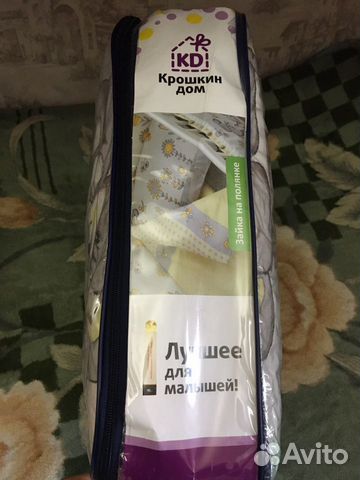 KD
Крошкин
дом
Зайка на полянке
Лучшее
для
малышей!
Avito